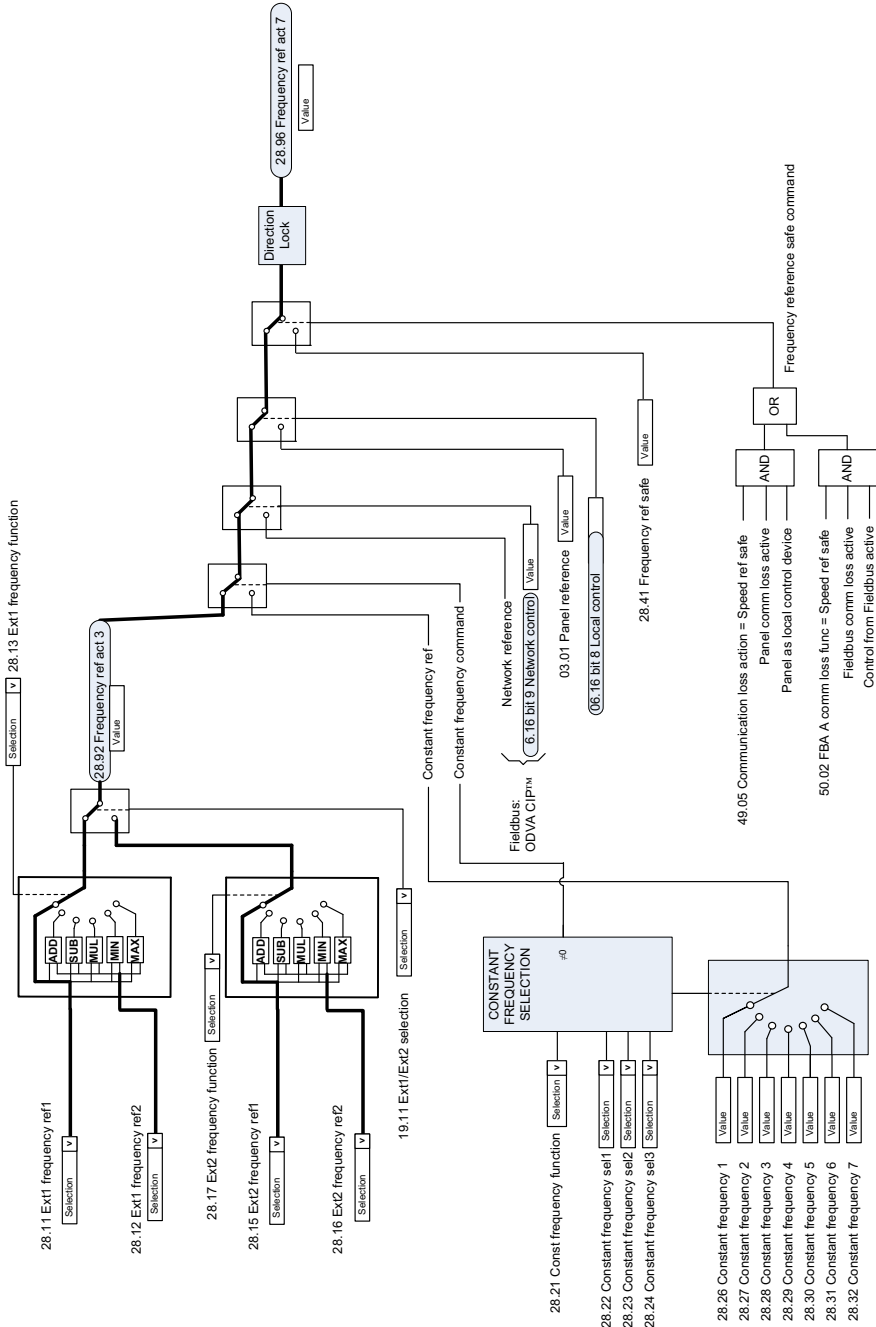 28.11 Ext1 frequency ref1
Selection v
28.12 Ext1 frequency ref2
Selection v
28.13 Ext1 frequency function
Selection v
ADD
SUB
MUL
MIN
MAX
28.17 Ext2 frequency function
Selection v
28.15 Ext2 frequency ref1
Selection v
28.16 Ext2 frequency ref2
Selection v
ADD
SUB
MUL
MIN
MAX
19.11 Ext1/Ext2 selection
Selection v
28.92 Frequency ref act 3
Value
28.96 Frequency ref act 7
Value
Direction
Lock
28.21 Const frequency function
Selection v
28.22 Constant frequency sel1
Selection v
28.23 Constant frequency sel2
Selection v
28.24 Constant frequency sel3
Selection v
CONSTANT
FREQUENCY
SELECTION
≠0
28.26 Constant frequency 1
Value
28.27 Constant frequency 2
Value
28.28 Constant frequency 3
Value
28.29 Constant frequency 4
Value
28.30 Constant frequency 5
Value
28.31 Constant frequency 6
Value
28.32 Constant frequency 7
Value
Constant frequency ref
Constant frequency command
Fieldbus:
ODVA CIP™
Network reference
6.16 bit 9 Network control
Value
03.01 Panel reference
Value
06.16 bit 8 Local control
28.41 Frequency ref safe
Value
49.05 Communication loss action = Speed ref safe
Panel comm loss active
Panel as local control device
AND
50.02 FBA A comm loss func = Speed ref safe
Fieldbus comm loss active
Control from Fieldbus active
AND
OR
Frequency reference safe command